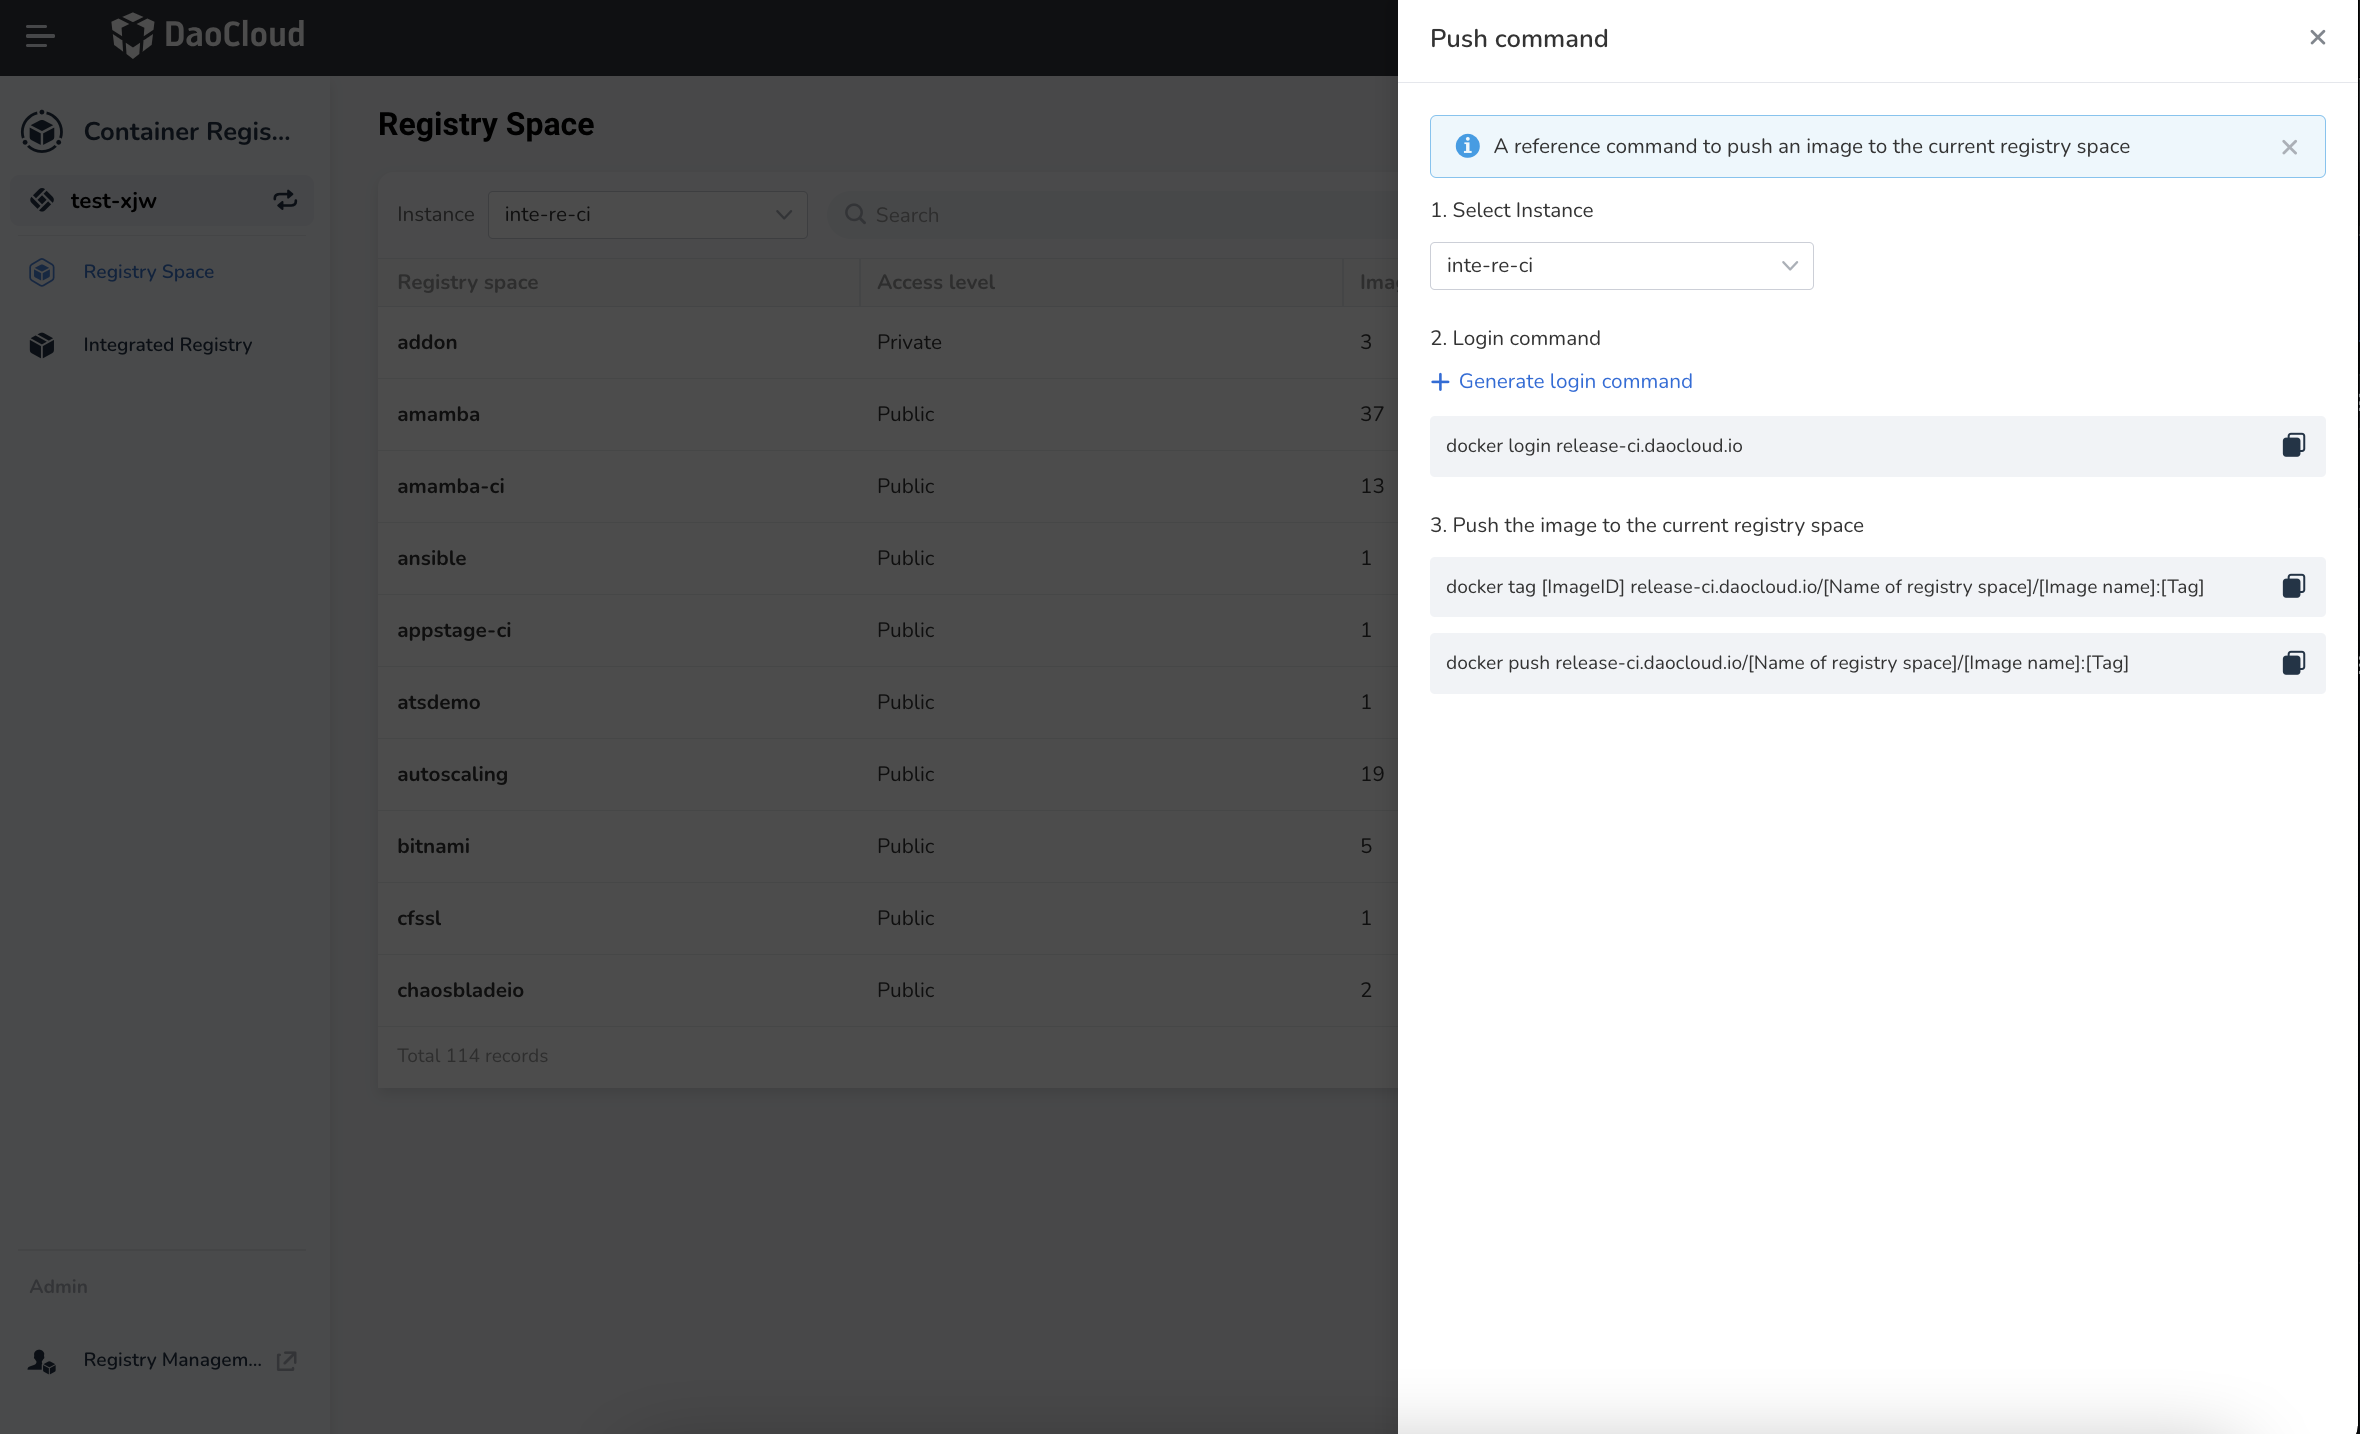 DaoCloud
Container Regis...
test-xjw
Registry Space
Integrated Registry
Admin
Registry Managem...
Registry Space
Instance
inte-re-ci
Search
Registry space Access level Ima
addon Private 3
amamba Public 37
amamba-ci Public 13
ansible Public 1
appstage-ci Public 1
atsdemo Public 1
autoscaling Public 19
bitnami Public 5
cfssl Public 1
chaosbladeio Public 2
Total 114 records
Push command
A reference command to push an image to the current registry space
1. Select Instance
inte-re-ci
2. Login command
Generate login command
docker login release-ci.daocloud.io
3. Push the image to the current registry space
docker tag [ImageID] release-ci.daocloud.io/[Name of registry space]/[Image name]:[Tag]
docker push release-ci.daocloud.io/[Name of registry space]/[Image name]:[Tag]